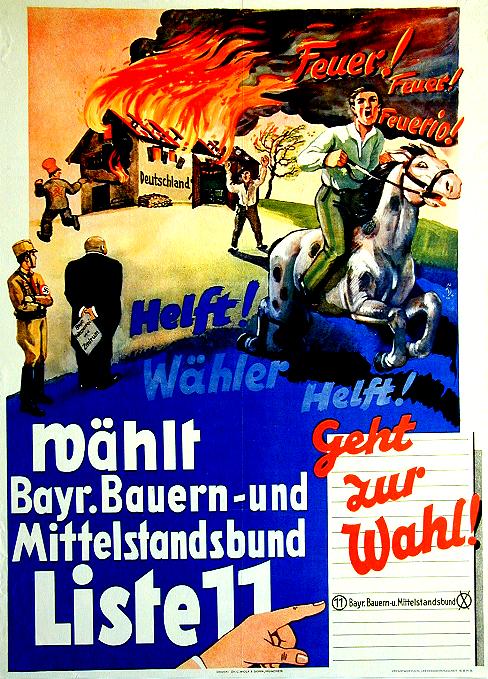 Feuer!
Feuer!
Feuerio!
Deutschland
Helft!
Wähler
Helft!
wählt
Bayr. Bauern-und
Mittelstandsbund
Liste 11
Geht
zur
Wahl!
11 Bayr. Bauern-u. Mittelstandsbund X